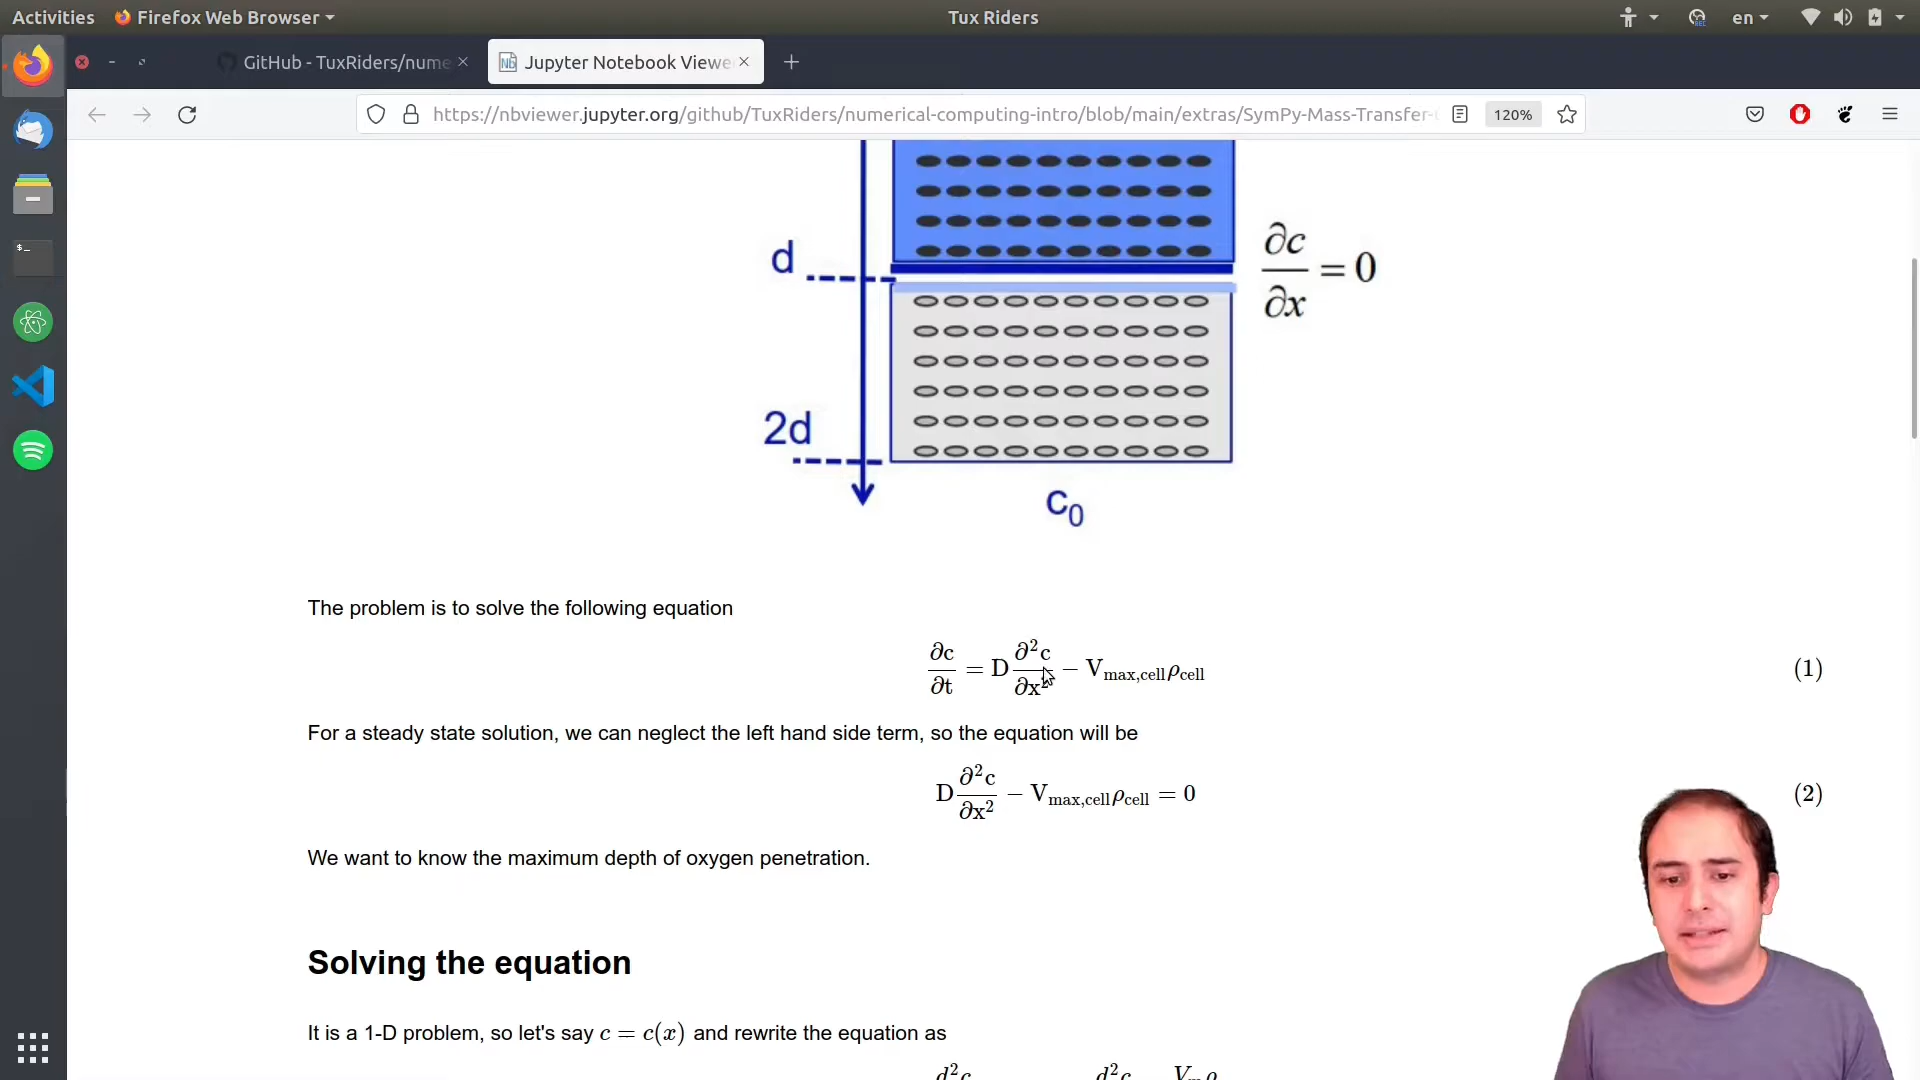 Activities
Firefox Web Browser
Tux Riders
en
GitHub - TuxRiders/nume
Jupyter Notebook Viewe
https://nbviewer.jupyter.org/github/TuxRiders/numerical-computing-intro/blob/main/extras/SymPy-Mass-Transfer-
120%
d
∂c/∂x = 0
2d
c₀
The problem is to solve the following equation
∂c/∂t = D ∂²c/∂x² − V_max,cell ρ_cell (1)
For a steady state solution, we can neglect the left hand side term, so the equation will be
D ∂²c/∂x² − V_max,cell ρ_cell = 0 (2)
We want to know the maximum depth of oxygen penetration.
Solving the equation
It is a 1-D problem, so let's say c = c(x) and rewrite the equation as